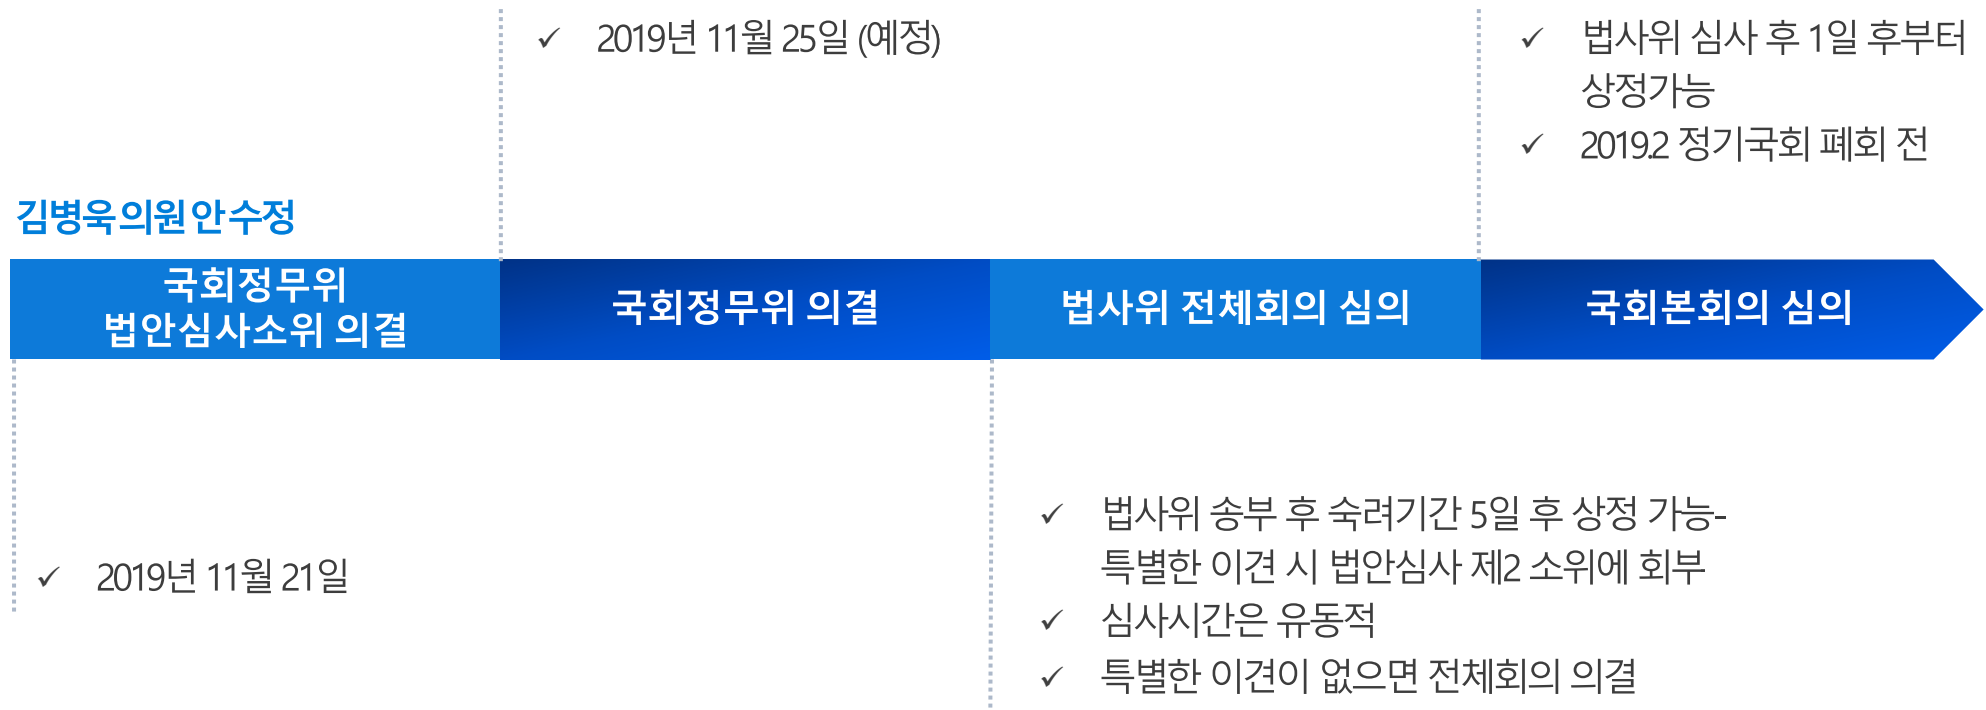 ✓ 2019년 11월 25일 (예정)
✓ 법사위 심사 후 1일 후부터
상정가능
✓ 2019.2 정기국회 폐회 전
김병욱의원안수정
국회정무위
법안심사소위 의결
국회정무위 의결
법사위 전체회의 심의
국회본회의 심의
✓ 2019년 11월 21일
✓ 법사위 송부 후 숙려기간 5일 후 상정 가능-
특별한 이견 시 법안심사 제2 소위에 회부
✓ 심사시간은 유동적
✓ 특별한 이견이 없으면 전체회의 의결